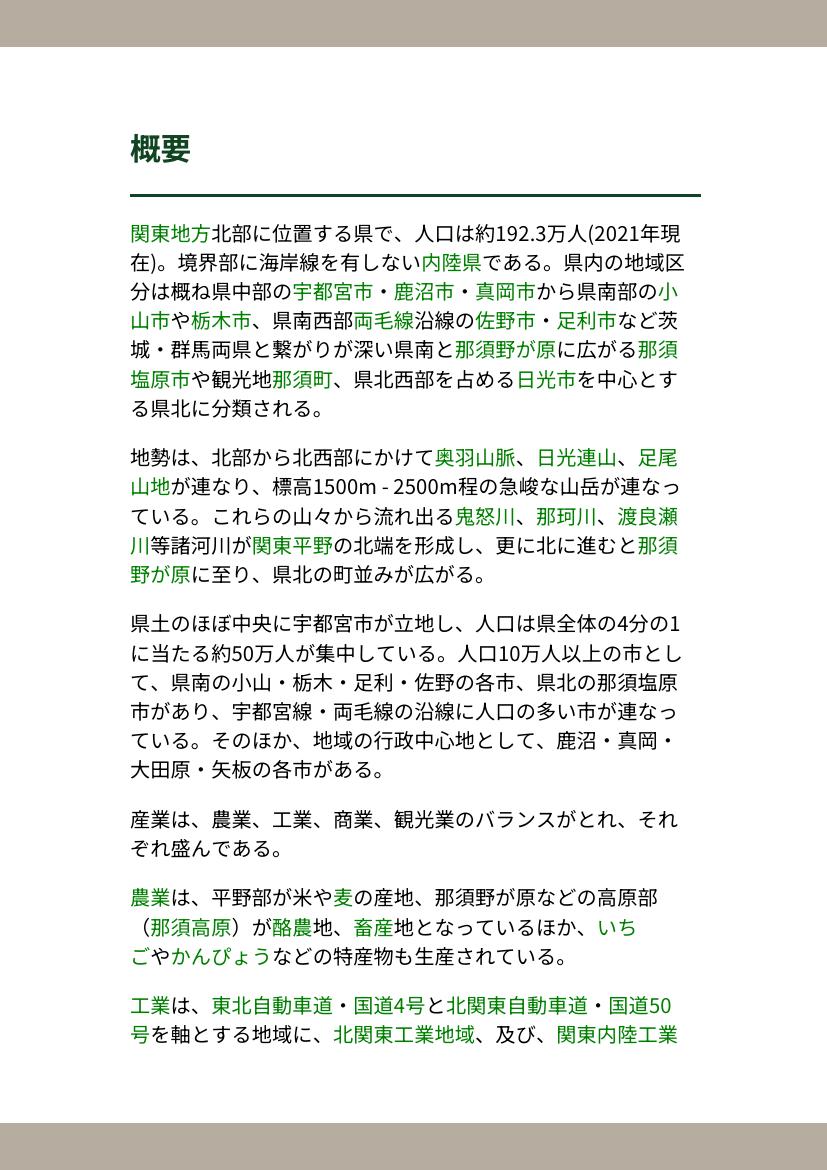 概要
関東地方北部に位置する県で、人口は約192.3万人(2021年現
在)。境界部に海岸線を有しない内陸県である。県内の地域区
分は概ね県中部の宇都宮市・鹿沼市・真岡市から県南部の小
山市や栃木市、県南西部両毛線沿線の佐野市・足利市など茨
城・群馬両県と繋がりが深い県南と那須野が原に広がる那須
塩原市や観光地那須町、県北西部を占める日光市を中心とす
る県北に分類される。
地勢は、北部から北西部にかけて奥羽山脈、日光連山、足尾
山地が連なり、標高1500m - 2500m程の急峻な山岳が連なっ
ている。これらの山々から流れ出る鬼怒川、那珂川、渡良瀬
川等諸河川が関東平野の北端を形成し、更に北に進むと那須
野が原に至り、県北の町並みが広がる。
県土のほぼ中央に宇都宮市が立地し、人口は県全体の4分の1
に当たる約50万人が集中している。人口10万人以上の市とし
て、県南の小山・栃木・足利・佐野の各市、県北の那須塩原
市があり、宇都宮線・両毛線の沿線に人口の多い市が連なっ
ている。そのほか、地域の行政中心地として、鹿沼・真岡・
大田原・矢板の各市がある。
産業は、農業、工業、商業、観光業のバランスがとれ、それ
ぞれ盛んである。
農業は、平野部が米や麦の産地、那須野が原などの高原部
（那須高原）が酪農地、畜産地となっているほか、いち
ごやかんぴょうなどの特産物も生産されている。
工業は、東北自動車道・国道4号と北関東自動車道・国道50
号を軸とする地域に、北関東工業地域、及び、関東内陸工業